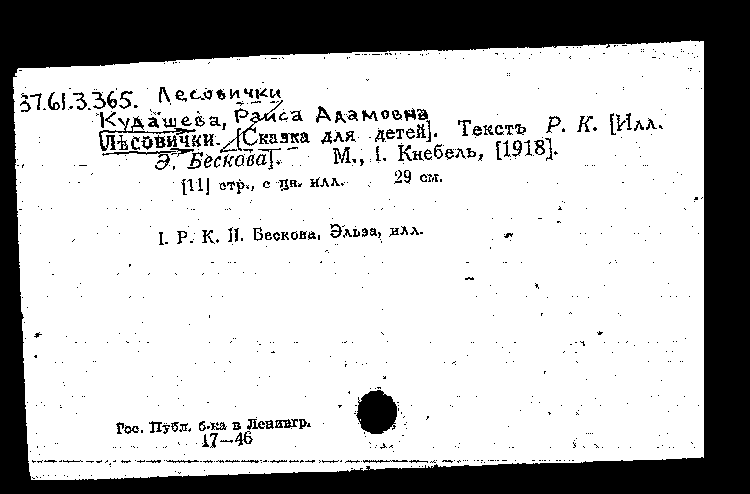 37.61.3.365. Лесовички
Кудашева, Раиса Адамовна
Лѣсовички. [Сказка для детей]. Текстъ Р. К. [Илл.
Э. Бескова]. М., I. Кнебель, [1918].
[11] стр., с цв. илл. 29 см.
I. Р. К. II. Бескова, Эльза, илл.
Гос. Публ. б-ка в Ленингр.
17—46